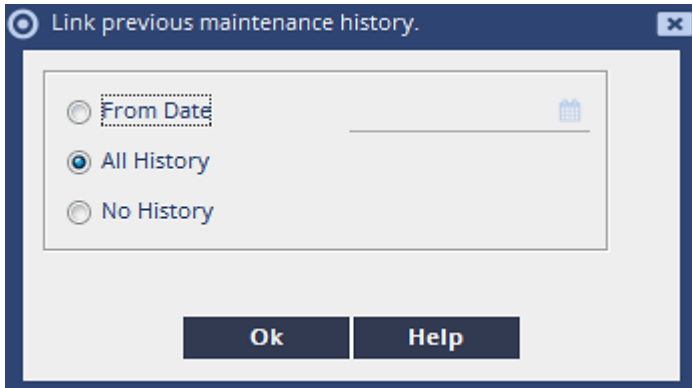 Link previous maintenance history.
From Date
All History
No History
Ok Help